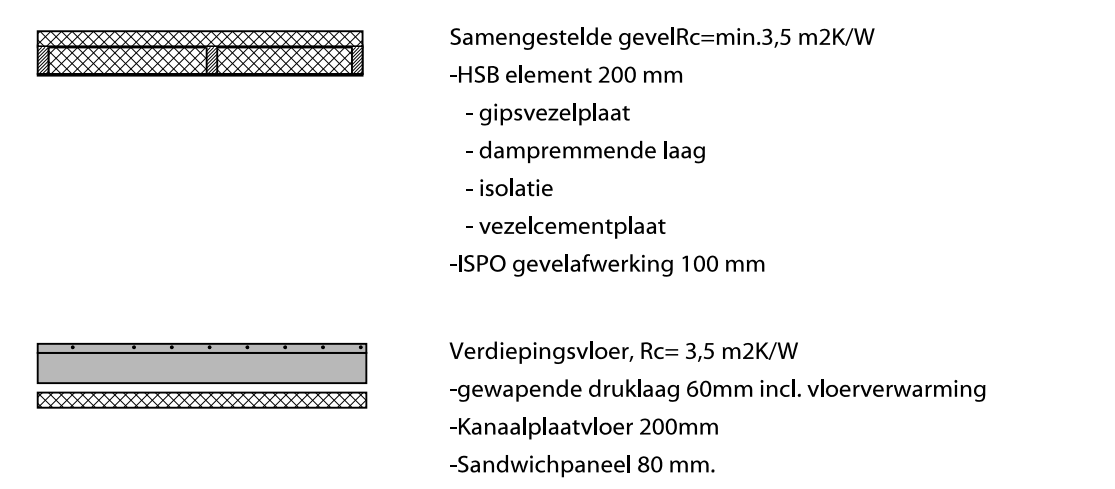 Samengestelde gevelRc=min.3,5 m2K/W
-HSB element 200 mm
- gipsvezelplaat
- dampremmende laag
- isolatie
- vezelcementplaat
-ISPO gevelafwerking 100 mm
Verdiepingsvloer, Rc= 3,5 m2K/W
-gewapende druklaag 60mm incl. vloerverwarming
-Kanaalplaatvloer 200mm
-Sandwichpaneel 80 mm.